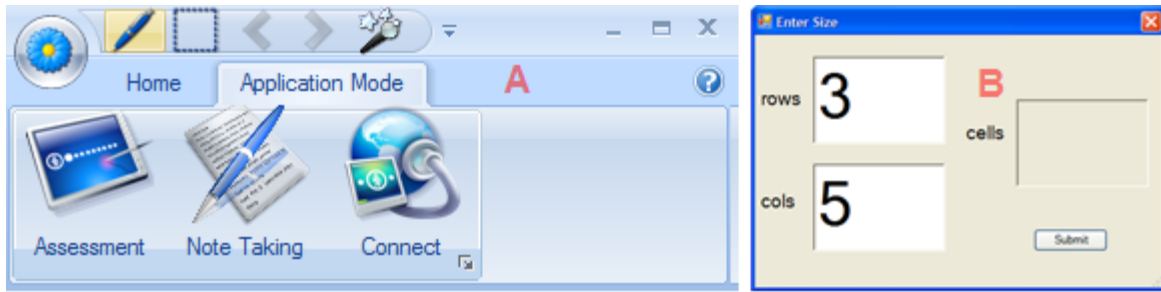 Home
Application Mode
A
Assessment
Note Taking
Connect
Enter Size
B
rows
3
cells
cols
5
Submit